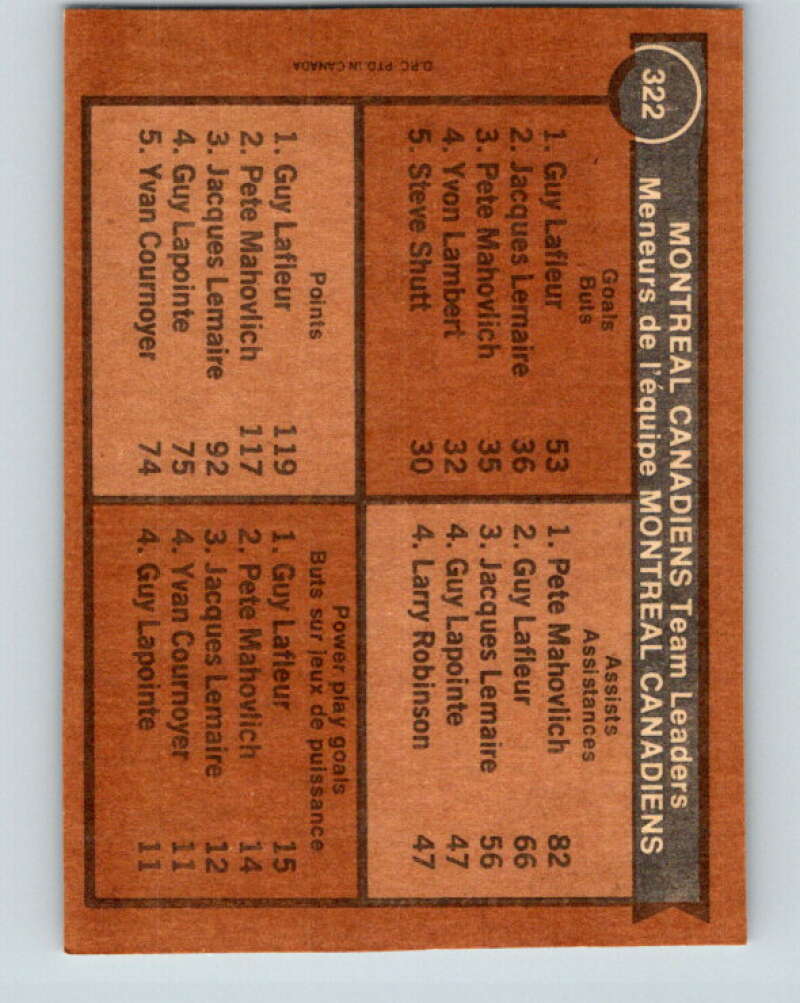 322
MONTREAL CANADIENS Team Leaders
Meneurs de l'équipe MONTREAL CANADIENS
Goals
Buts
1. Guy Lafleur 53
2. Jacques Lemaire 36
3. Pete Mahovlich 35
4. Yvon Lambert 32
5. Steve Shutt 30
Assists
Assistances
1. Pete Mahovlich 82
2. Guy Lafleur 66
3. Jacques Lemaire 56
4. Guy Lapointe 47
4. Larry Robinson 47
Points
1. Guy Lafleur 119
2. Pete Mahovlich 117
3. Jacques Lemaire 92
4. Guy Lapointe 75
5. Yvan Cournoyer 74
Power play goals
Buts sur jeux de puissance
1. Guy Lafleur 15
2. Pete Mahovlich 14
3. Jacques Lemaire 12
4. Yvan Cournoyer 11
4. Guy Lapointe 11
O.P.C. PTD. IN CANADA